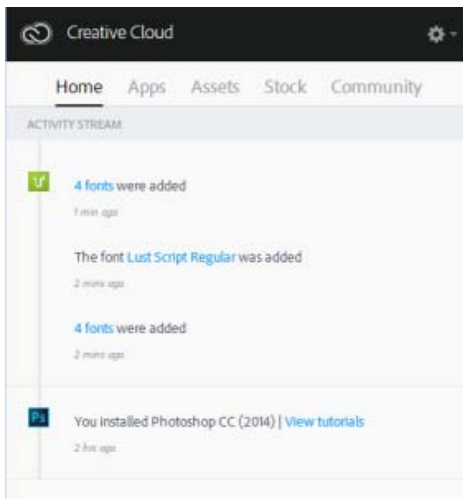 Creative Cloud
Home Apps Assets Stock Community
ACTIVITY STREAM
4 fonts were added
1 min ago
The font Lust Script Regular was added
2 mins ago
4 fonts were added
2 mins ago
Ps You installed Photoshop CC (2014) | View tutorials
2 hrs ago